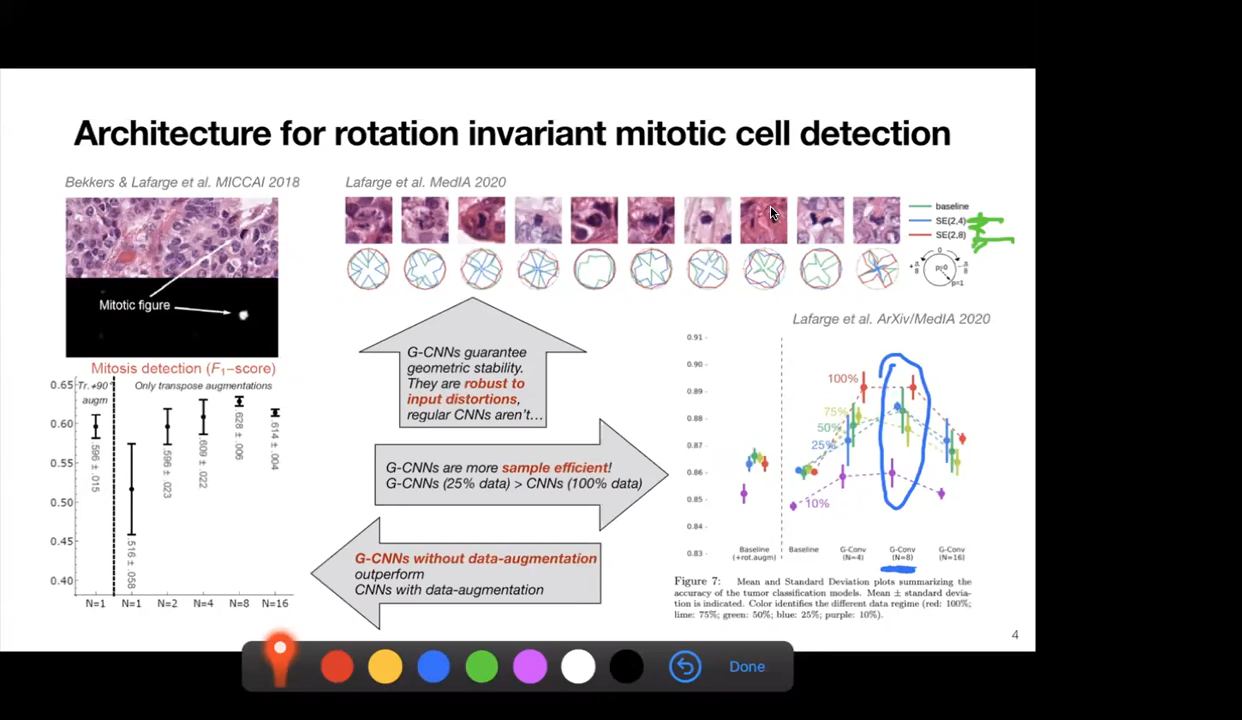 Architecture for rotation invariant mitotic cell detection
Bekkers & Lafarge et al. MICCAI 2018
Mitotic figure
Mitosis detection (F₁−score)
Tr.+90°
augm
Only transpose augmentations
0.65
0.60
0.55
0.50
0.45
0.40
.596 ± .015
.516 ± .058
.596 ± .023
.609 ± .022
.628 ± .006
.614 ± .004
N=1 N=1 N=2 N=4 N=8 N=16
Lafarge et al. MedIA 2020
baseline
SE(2,4)
SE(2,8)
0
p=0
p=1
G-CNNs guarantee
geometric stability.
They are robust to
input distortions,
regular CNNs aren't…
G-CNNs are more sample efficient!
G-CNNs (25% data) > CNNs (100% data)
G-CNNs without data-augmentation
outperform
CNNs with data-augmentation
Lafarge et al. ArXiv/MedIA 2020
0.91
0.90
0.89
0.88
0.87
0.86
0.85
0.84
0.83
100%
75%
50%
25%
10%
Baseline
(+rot.augm)
Baseline
G-Conv
(N=4)
G-Conv
(N=8)
G-Conv
(N=16)
Figure 7: Mean and Standard Deviation plots summarizing the
accuracy of the tumor classification models. Mean ± standard devia-
tion is indicated. Color identifies the different data regime (red: 100%;
lime: 75%; green: 50%; blue: 25%; purple: 10%).
4
Done